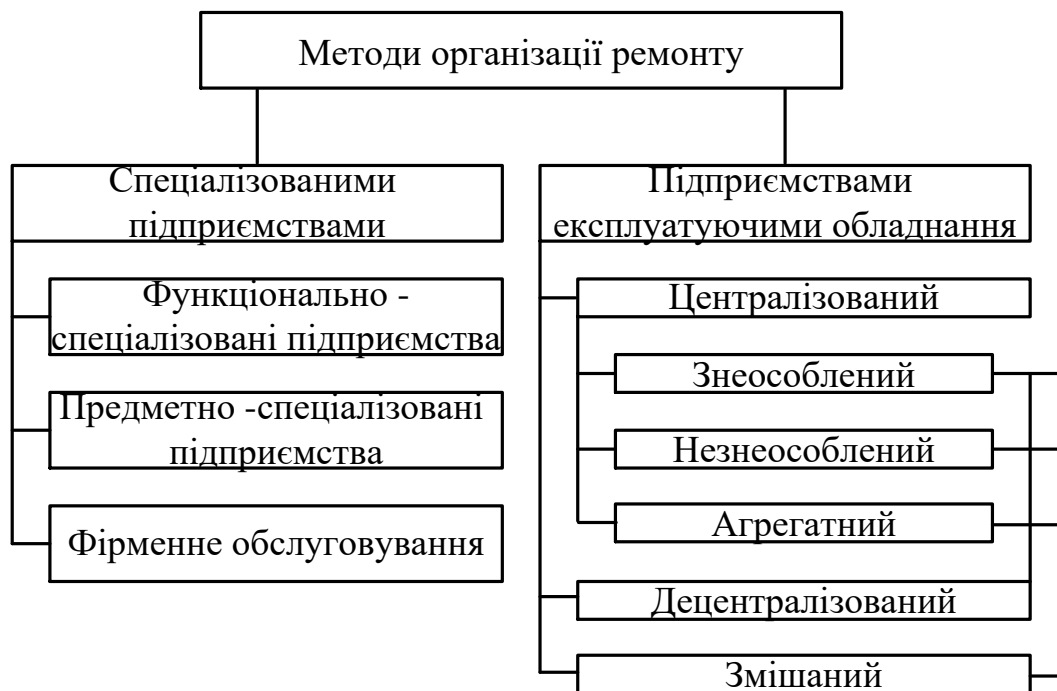 Методи організації ремонту
Спеціалізованими
підприємствами
Функціонально -
спеціалізовані підприємства
Предметно -спеціалізовані
підприємства
Фірменне обслуговування
Підприємствами
експлуатуючими обладнання
Централізований
Знеособлений
Незнеособлений
Агрегатний
Децентралізований
Змішаний